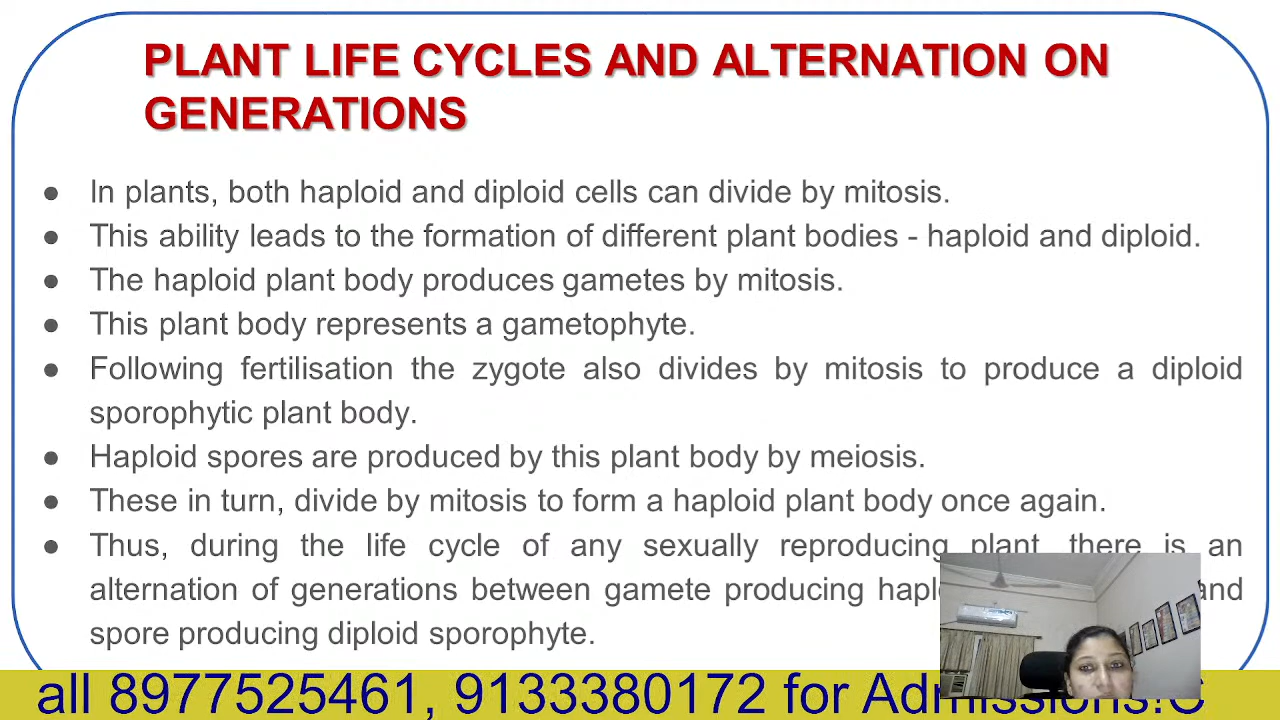 PLANT LIFE CYCLES AND ALTERNATION ON
GENERATIONS
● In plants, both haploid and diploid cells can divide by mitosis.
● This ability leads to the formation of different plant bodies - haploid and diploid.
● The haploid plant body produces gametes by mitosis.
● This plant body represents a gametophyte.
● Following fertilisation the zygote also divides by mitosis to produce a diploid
sporophytic plant body.
● Haploid spores are produced by this plant body by meiosis.
● These in turn, divide by mitosis to form a haploid plant body once again.
● Thus, during the life cycle of any sexually reproducing plant, there is an
alternation of generations between gamete producing and
spore producing diploid sporophyte.
all 8977525461, 9133380172 for Admissions!C